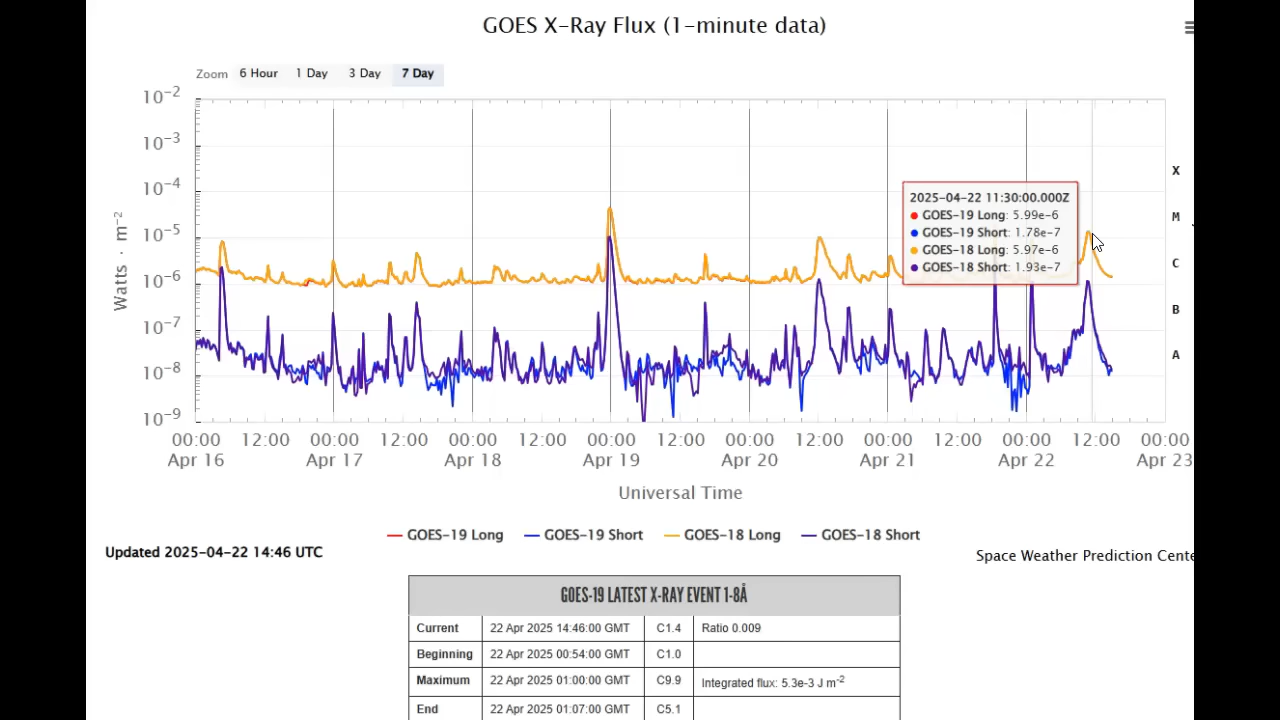 GOES X-Ray Flux (1-minute data)
Zoom 6 Hour 1 Day 3 Day 7 Day
10⁻²
10⁻³
10⁻⁴
10⁻⁵
10⁻⁶
10⁻⁷
10⁻⁸
10⁻⁹
Watts · m⁻²
X
M
C
B
A
2025-04-22 11:30:00.000Z
GOES-19 Long: 5.99e-6
GOES-19 Short: 1.78e-7
GOES-18 Long: 5.97e-6
GOES-18 Short: 1.93e-7
00:00 12:00 00:00 12:00 00:00 12:00 00:00 12:00 00:00 12:00 00:00 12:00 00:00 12:00 00:00
Apr 16 Apr 17 Apr 18 Apr 19 Apr 20 Apr 21 Apr 22 Apr 23
Universal Time
GOES-19 Long GOES-19 Short GOES-18 Long GOES-18 Short
Updated 2025-04-22 14:46 UTC
Space Weather Prediction Cente
GOES-19 LATEST X-RAY EVENT 1-8Å
Current 22 Apr 2025 14:46:00 GMT C1.4 Ratio 0.009
Beginning 22 Apr 2025 00:54:00 GMT C1.0
Maximum 22 Apr 2025 01:00:00 GMT C9.9 Integrated flux: 5.3e-3 J m⁻²
End 22 Apr 2025 01:07:00 GMT C5.1